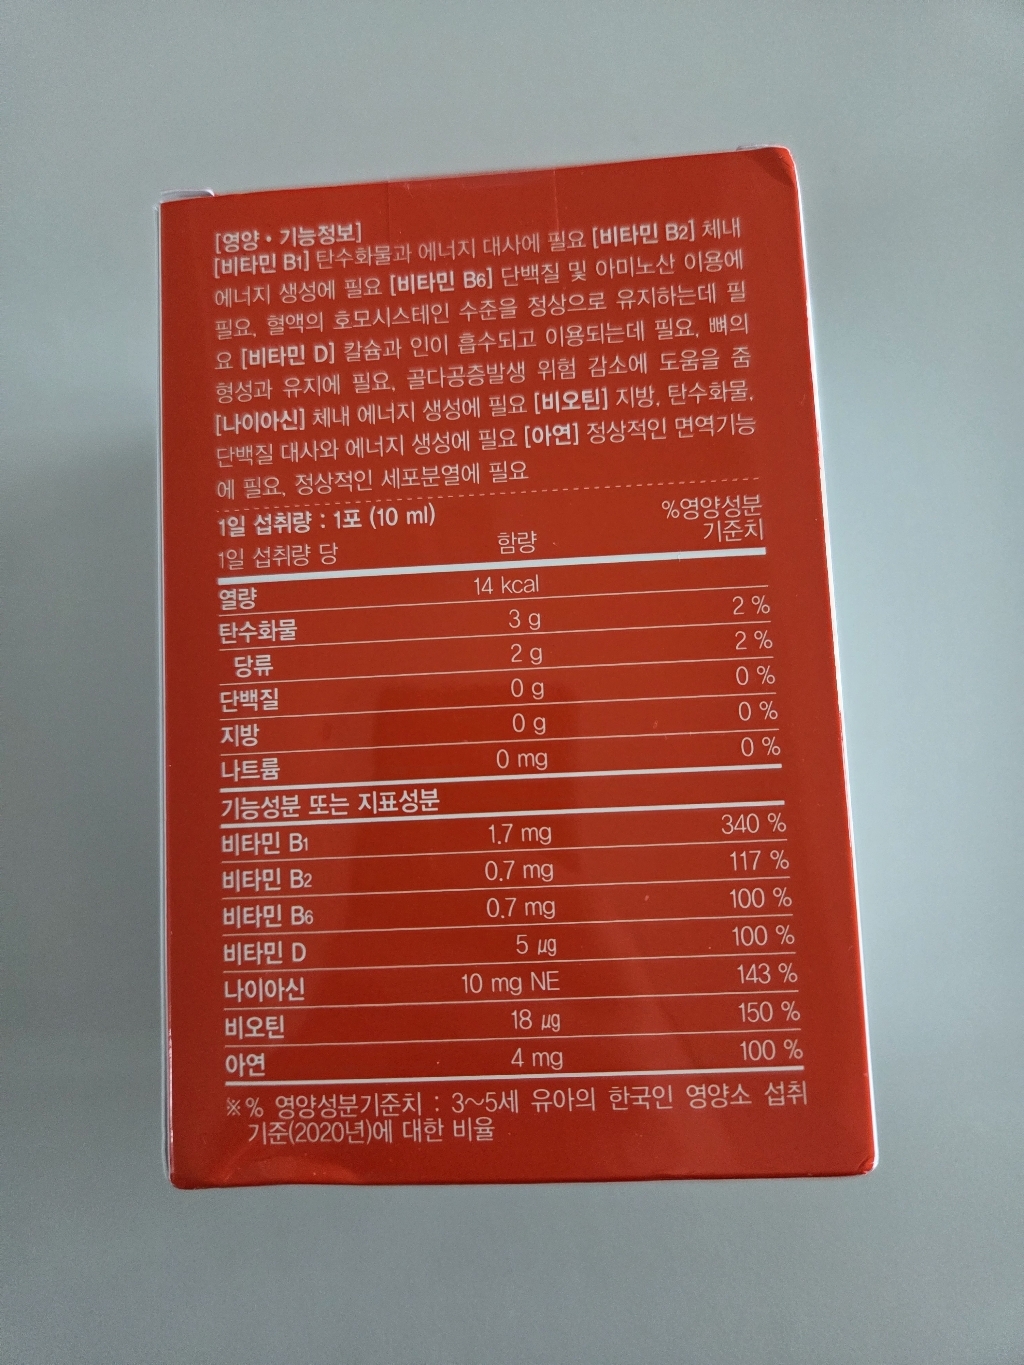 [영양・기능정보]
[비타민 B1] 탄수화물과 에너지 대사에 필요 [비타민 B2] 체내
에너지 생성에 필요 [비타민 B6] 단백질 및 아미노산 이용에
필요, 혈액의 호모시스테인 수준을 정상으로 유지하는데 필
요 [비타민 D] 칼슘과 인이 흡수되고 이용되는데 필요, 뼈의
형성과 유지에 필요, 골다공증발생 위험 감소에 도움을 줌
[나이아신] 체내 에너지 생성에 필요 [비오틴] 지방, 탄수화물,
단백질 대사와 에너지 생성에 필요 [아연] 정상적인 면역기능
에 필요, 정상적인 세포분열에 필요
1일 섭취량 : 1포 (10 ml)
1일 섭취량 당 함량 %영양성분
기준치
열량 14 kcal
탄수화물 3 g 2 %
당류 2 g 2 %
단백질 0 g 0 %
지방 0 g 0 %
나트륨 0 mg 0 %
기능성분 또는 지표성분
비타민 B1 1.7 mg 340 %
비타민 B2 0.7 mg 117 %
비타민 B6 0.7 mg 100 %
비타민 D 5 μg 100 %
나이아신 10 mg NE 143 %
비오틴 18 μg 150 %
아연 4 mg 100 %
※% 영양성분기준치 : 3~5세 유아의 한국인 영양소 섭취
기준(2020년)에 대한 비율